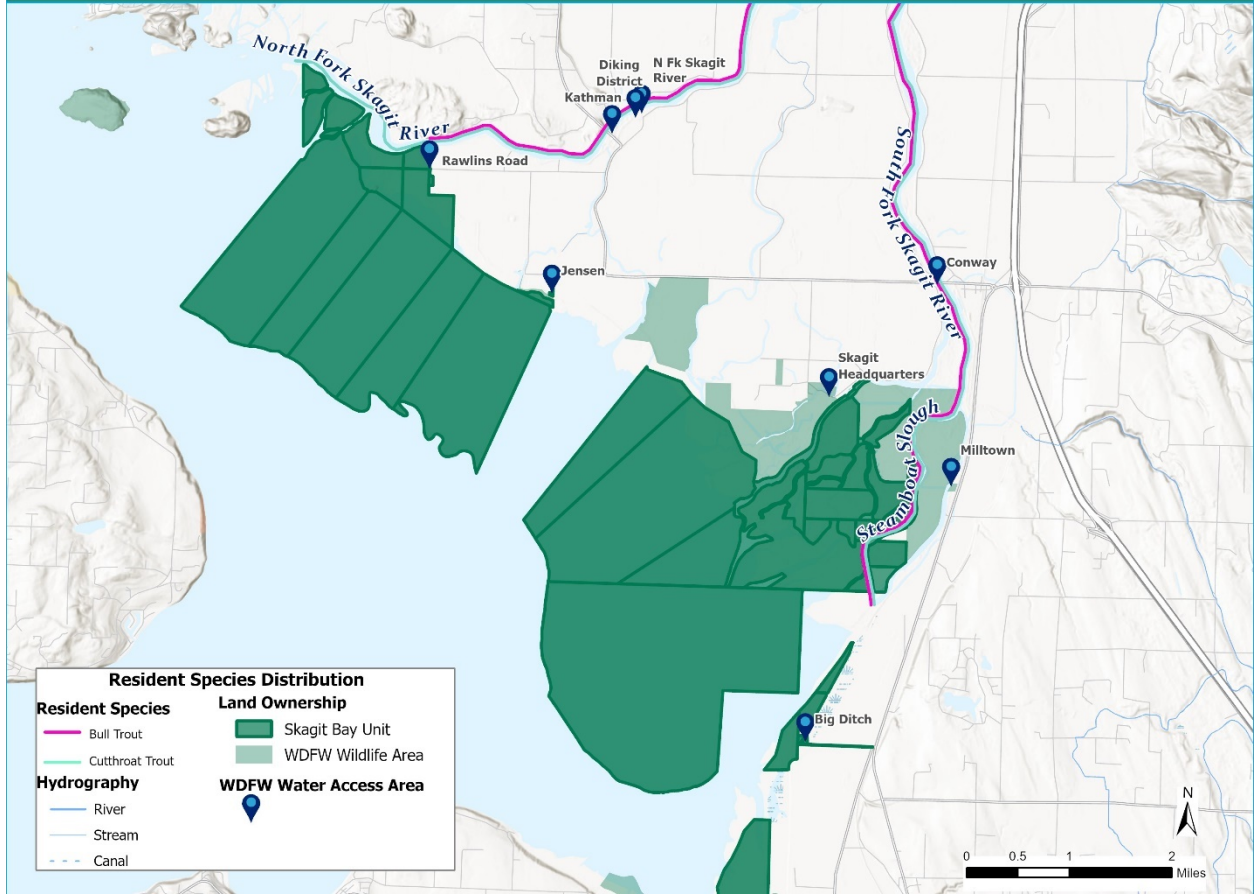 North Fork Skagit River
Diking
District
N Fk Skagit
River
Kathman
Rawlins Road
South Fork Skagit River
Jensen
Conway
Skagit
Headquarters
Steamboat Slough
Milltown
Big Ditch
Resident Species Distribution
Resident Species
Bull Trout
Cutthroat Trout
Hydrography
River
Stream
Canal
Land Ownership
Skagit Bay Unit
WDFW Wildlife Area
WDFW Water Access Area
N
0 0.5 1 2
Miles